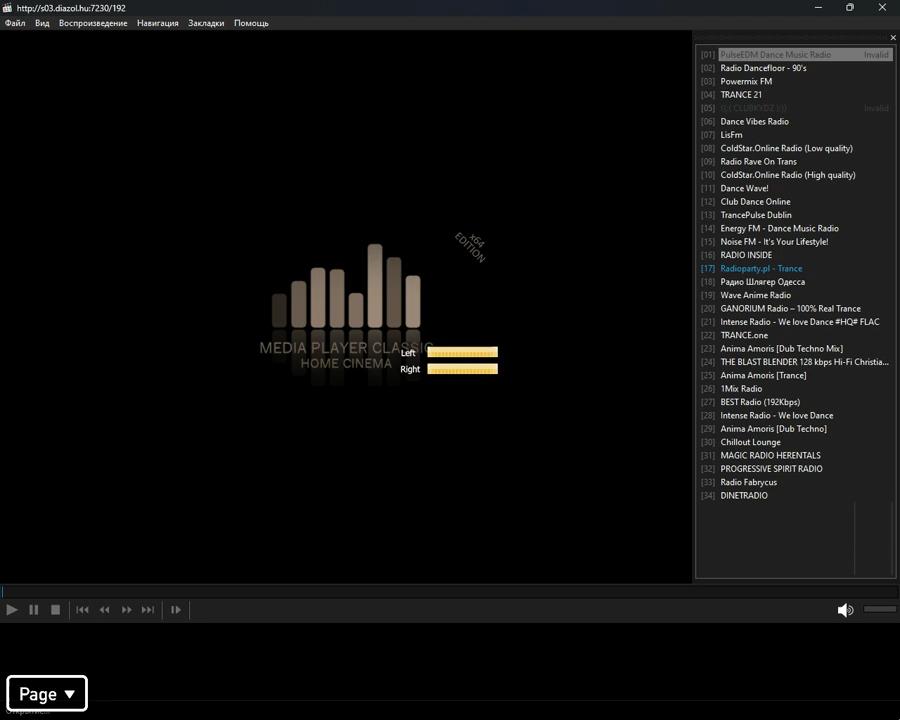 http://s03.diazol.hu:7230/192
Файл Вид Воспроизведение Навигация Закладки Помощь
[01] PulseEDM Dance Music Radio Invalid
[02] Radio Dancefloor - 90's
[03] Powermix FM
[04] TRANCE 21
[05] Invalid
[06] Dance Vibes Radio
[07] LisFm
[08] ColdStar.Online Radio (Low quality)
[09] Radio Rave On Trans
[10] ColdStar.Online Radio (High quality)
[11] Dance Wave!
[12] Club Dance Online
[13] TrancePulse Dublin
[14] Energy FM - Dance Music Radio
[15] Noise FM - It's Your Lifestyle!
[16] RADIO INSIDE
[17] Radioparty.pl - Trance
[18] Радио Шлягер Одесса
[19] Wave Anime Radio
[20] GANORIUM Radio – 100% Real Trance
[21] Intense Radio - We love Dance #HQ# FLAC
[22] TRANCE.one
[23] Anima Amoris [Dub Techno Mix]
[24] THE BLAST BLENDER 128 kbps Hi-Fi Christia...
[25] Anima Amoris [Trance]
[26] 1Mix Radio
[27] BEST Radio (192Kbps)
[28] Intense Radio - We love Dance
[29] Anima Amoris [Dub Techno]
[30] Chillout Lounge
[31] MAGIC RADIO HERENTALS
[32] PROGRESSIVE SPIRIT RADIO
[33] Radio Fabrycus
[34] DINETRADIO
x64
EDITION
MEDIA PLAYER CLASSIC
HOME CINEMA
Left
Right
Page ▼